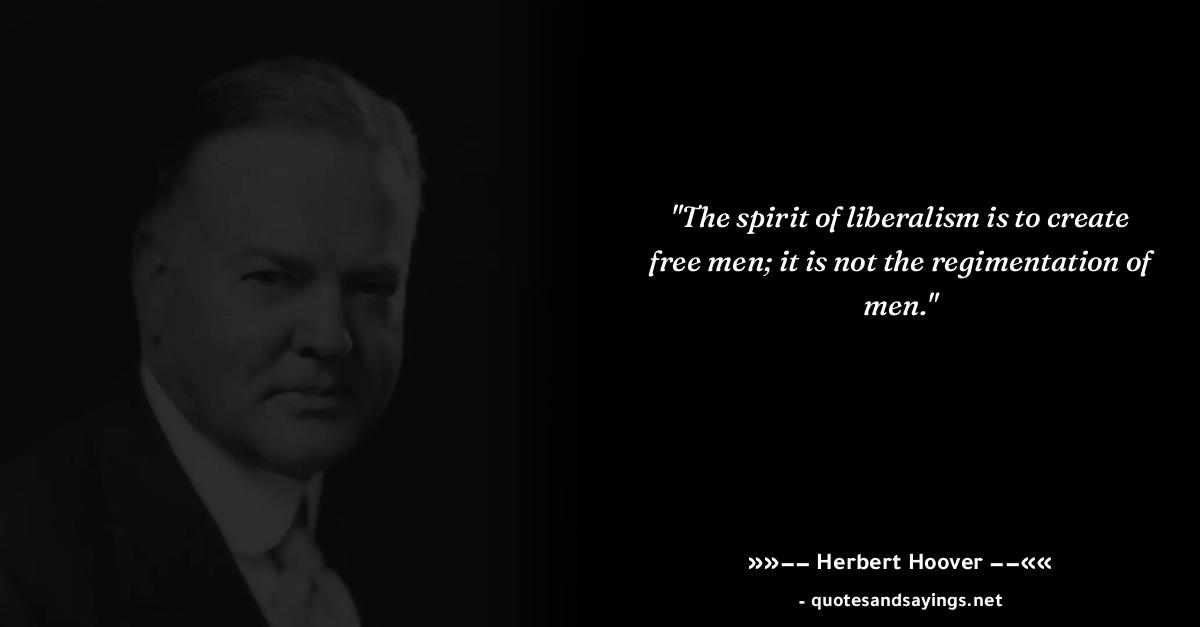 "The spirit of liberalism is to create
free men; it is not the regimentation of
men."
»»−− Herbert Hoover −−««
- quotesandsayings.net